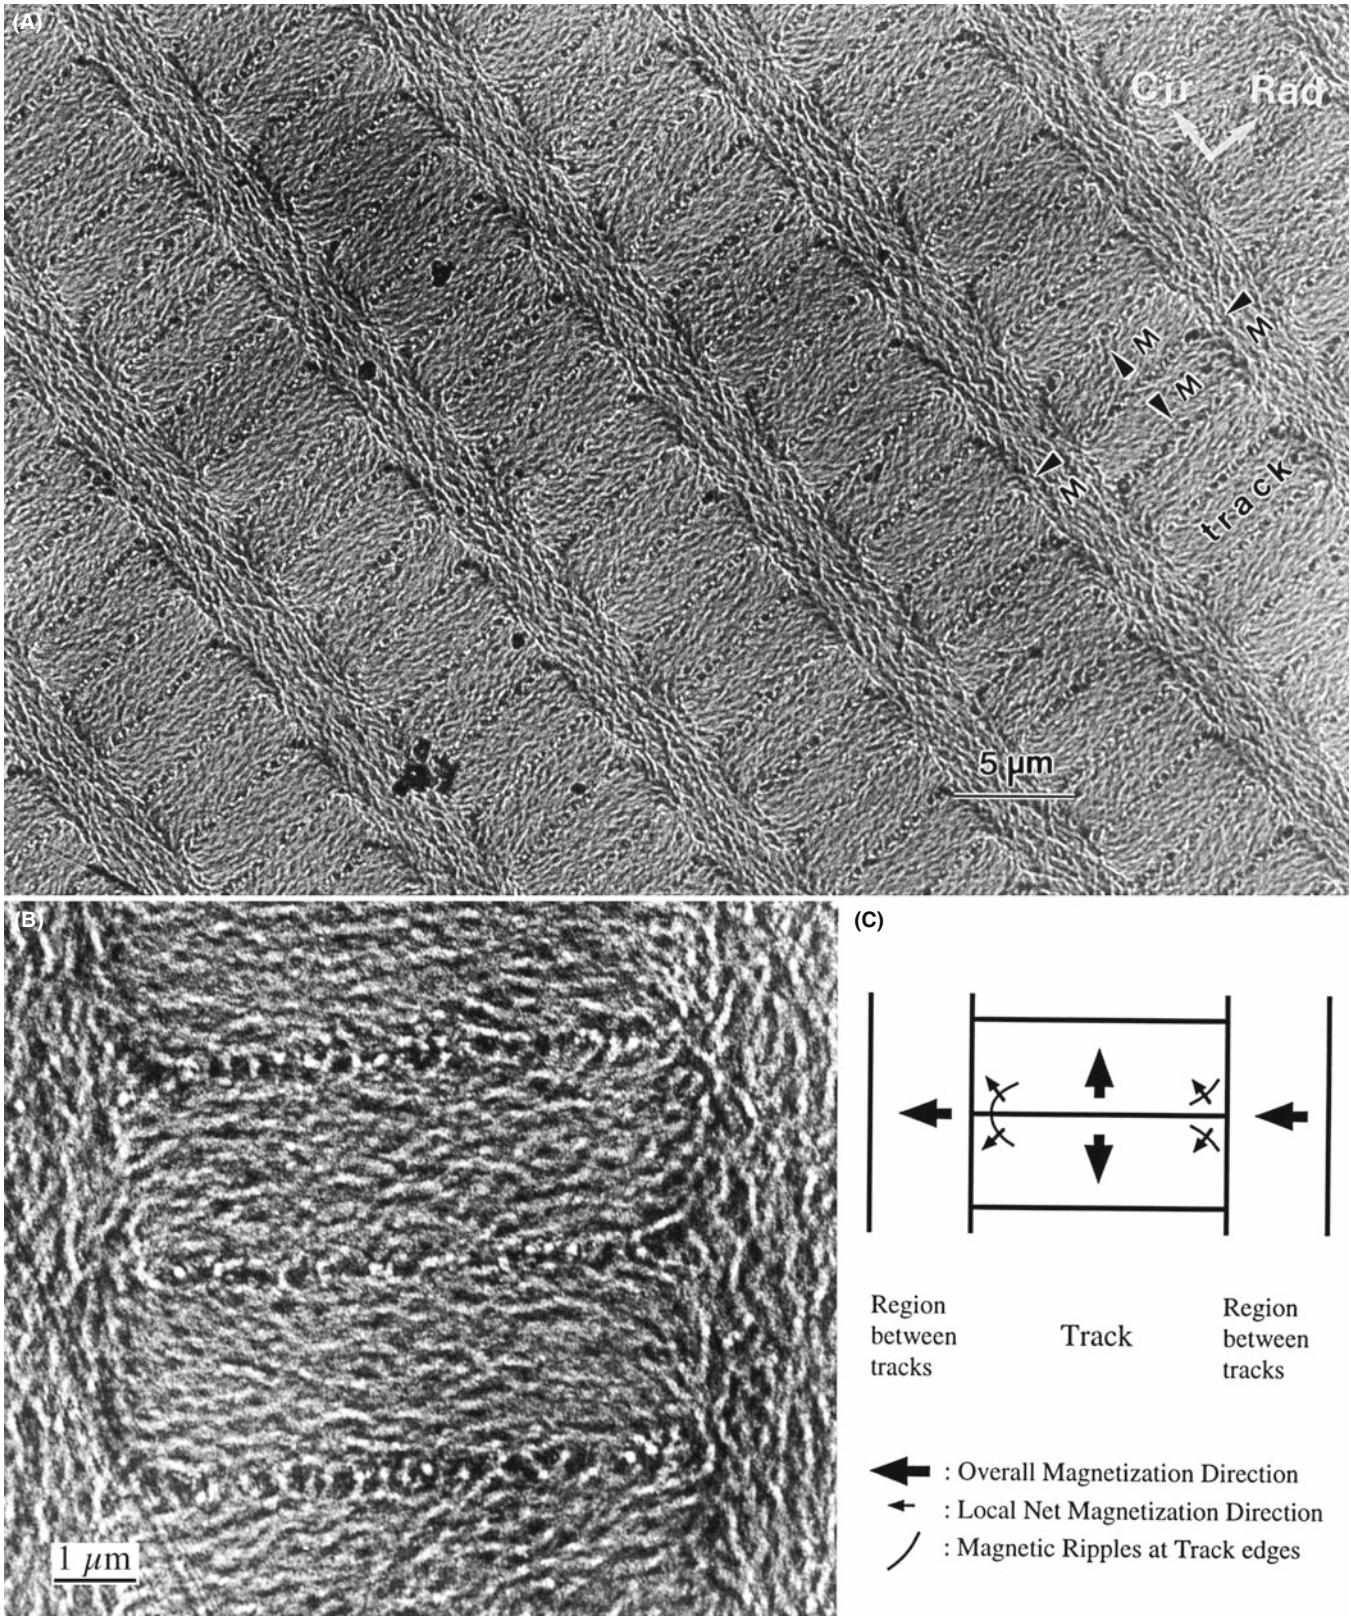 (A)
Cir Rad
M
M
M
M
track
5 µm
(B)
1 µm
(C)
Region
between
tracks
Track
Region
between
tracks
: Overall Magnetization Direction
: Local Net Magnetization Direction
: Magnetic Ripples at Track edges